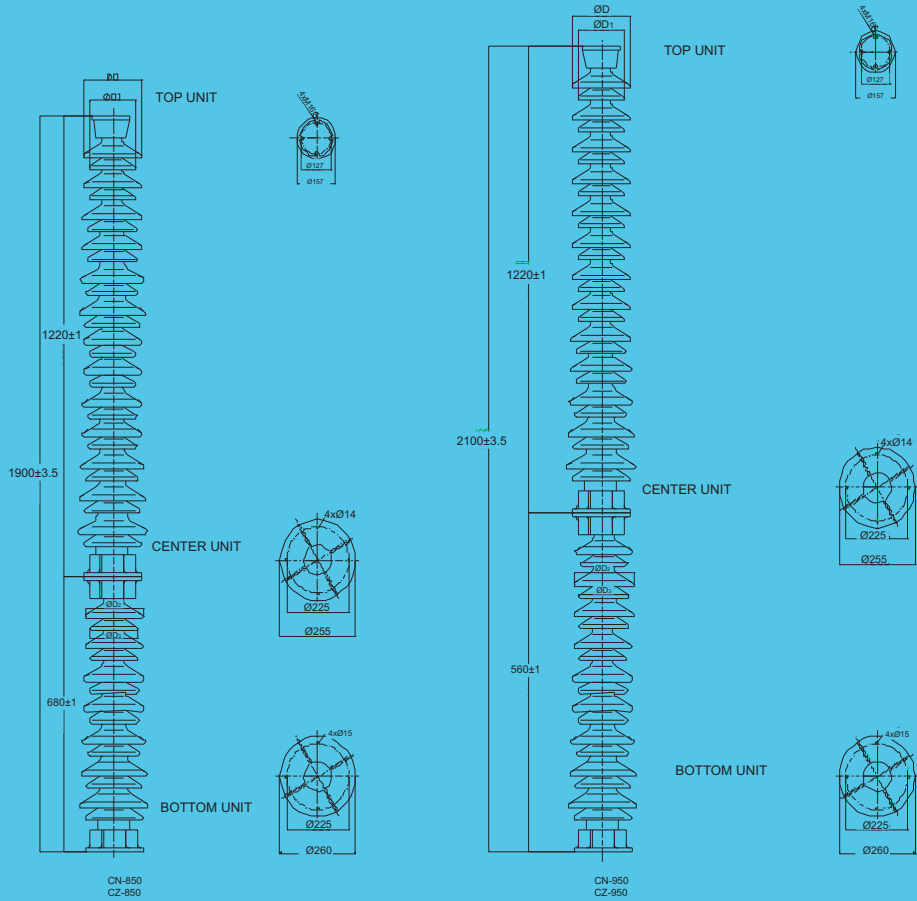 TOP UNIT
4xM16
Ø127
Ø157
1220±1
1900±3.5
CENTER UNIT
4xØ14
Ø225
Ø255
ØD2
ØD3
680±1
BOTTOM UNIT
4xØ15
Ø225
Ø260
CN-850
CZ-850
ØD
ØD1
TOP UNIT
4xM16
Ø127
Ø157
1220±1
2100±3.5
CENTER UNIT
4xØ14
Ø225
Ø255
ØD2
ØD3
560±1
BOTTOM UNIT
4xØ15
Ø225
Ø260
CN-950
CZ-950